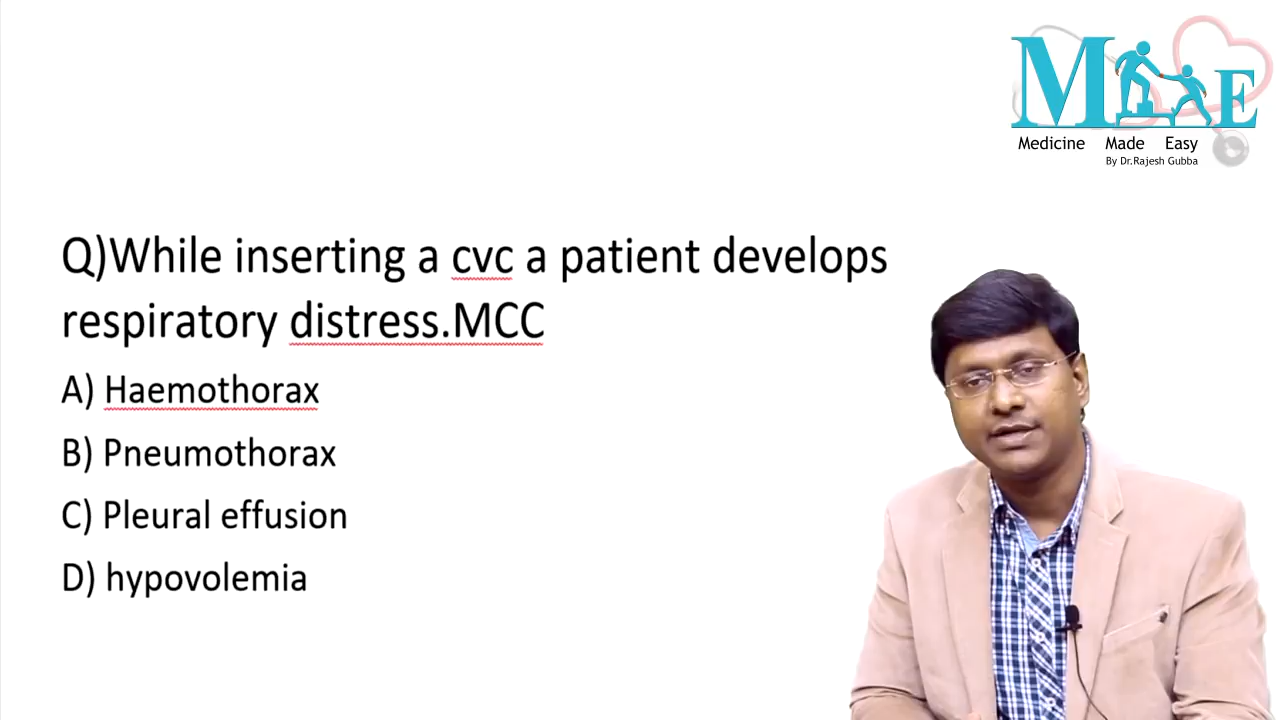 M E
Medicine Made Easy
By Dr.Rajesh Gubba
Q)While inserting a cvc a patient develops
respiratory distress.MCC
A) Haemothorax
B) Pneumothorax
C) Pleural effusion
D) hypovolemia